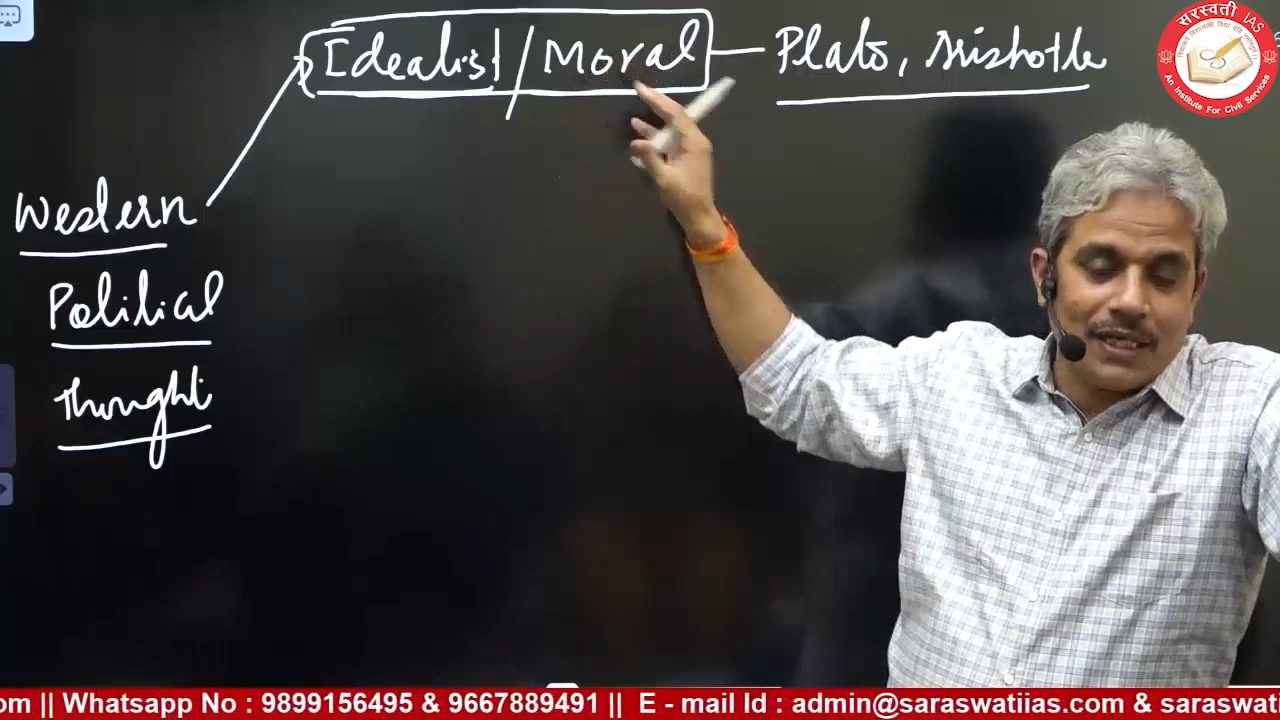 Idealist / Moral — Plato, Aristotle
Western
Political
Thought
सरस्वती IAS
An Institute For Civil Services
om || Whatsapp No : 9899156495 & 9667889491 || E - mail Id : admin@saraswatiias.com & saraswati